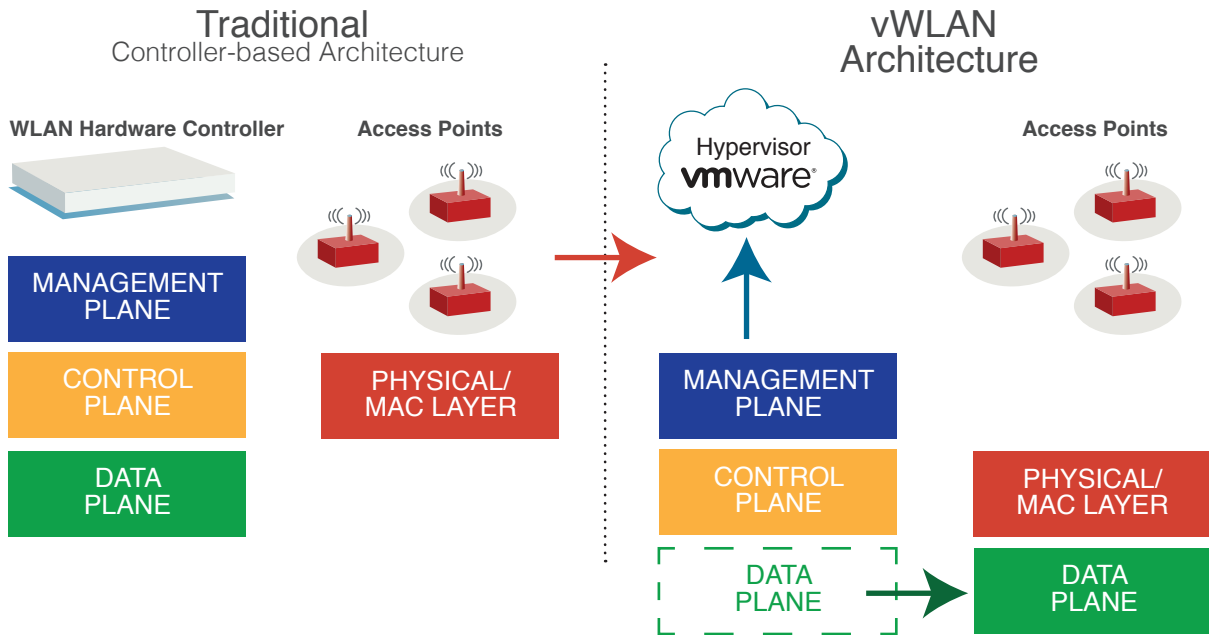 Traditional
Controller-based Architecture
WLAN Hardware Controller
Access Points
MANAGEMENT
PLANE
CONTROL
PLANE
DATA
PLANE
PHYSICAL/
MAC LAYER
vWLAN
Architecture
Hypervisor
vmware®
Access Points
MANAGEMENT
PLANE
CONTROL
PLANE
DATA
PLANE
PHYSICAL/
MAC LAYER
DATA
PLANE